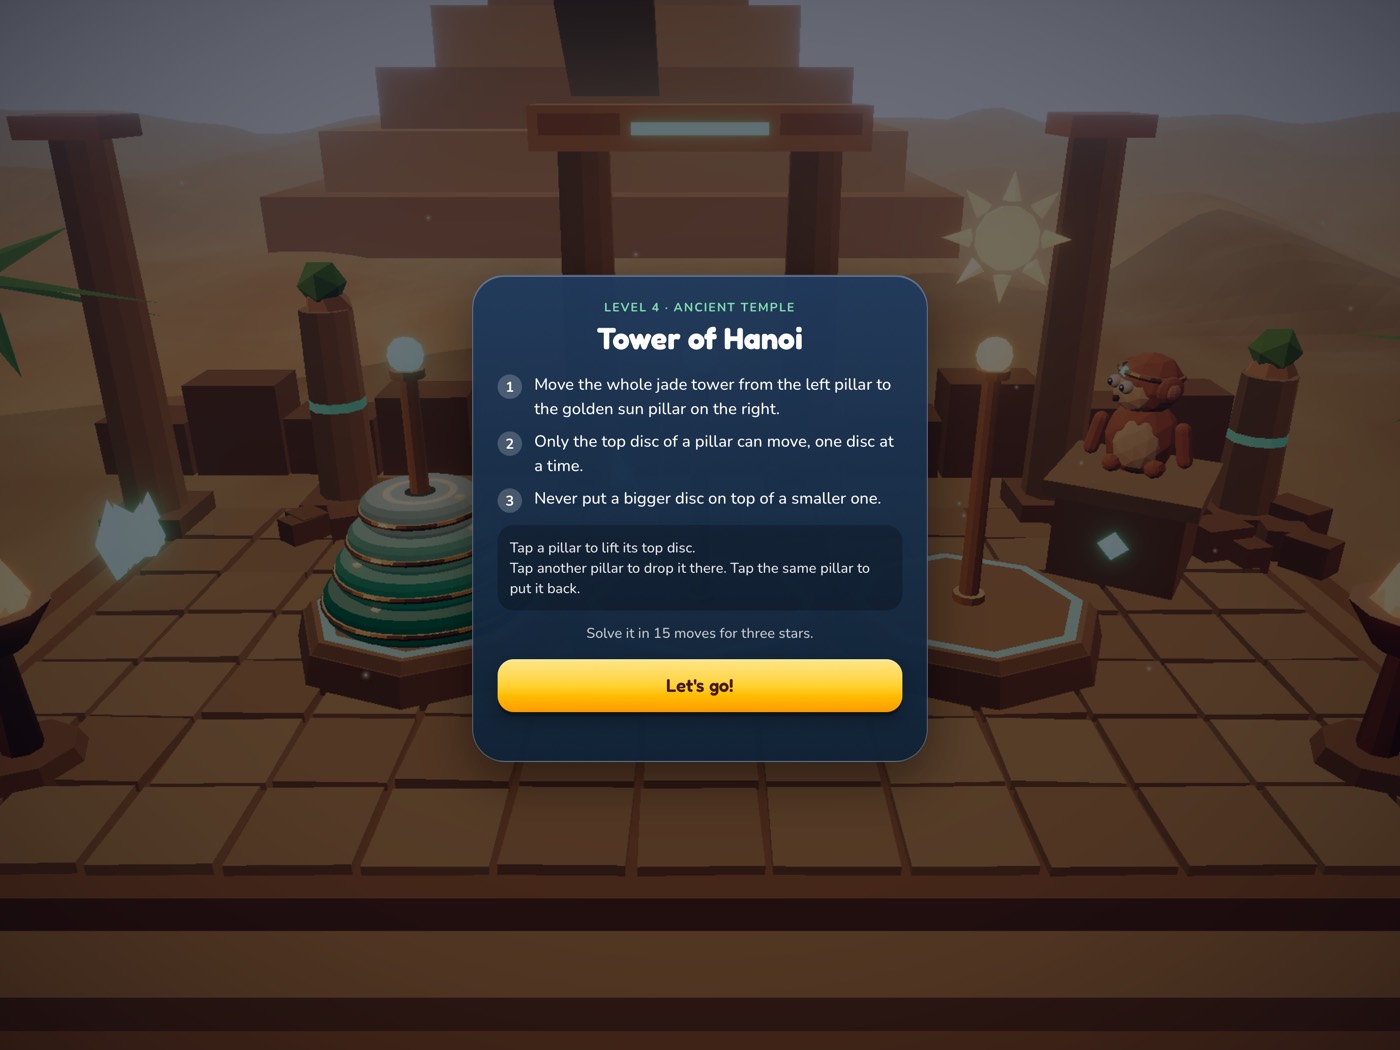 LEVEL 4 · ANCIENT TEMPLE
Tower of Hanoi
1 Move the whole jade tower from the left pillar to
the golden sun pillar on the right.
2 Only the top disc of a pillar can move, one disc at
a time.
3 Never put a bigger disc on top of a smaller one.
Tap a pillar to lift its top disc.
Tap another pillar to drop it there. Tap the same pillar to
put it back.
Solve it in 15 moves for three stars.
Let's go!